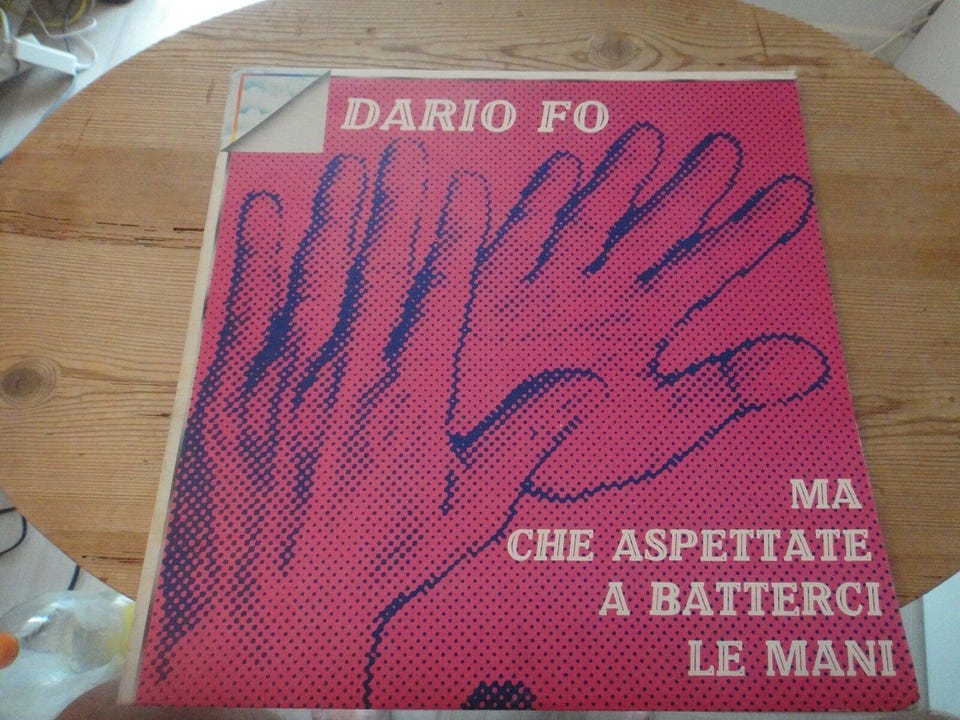 DARIO FO
MA
CHE ASPETTATE
A BATTERCI
LE MANI